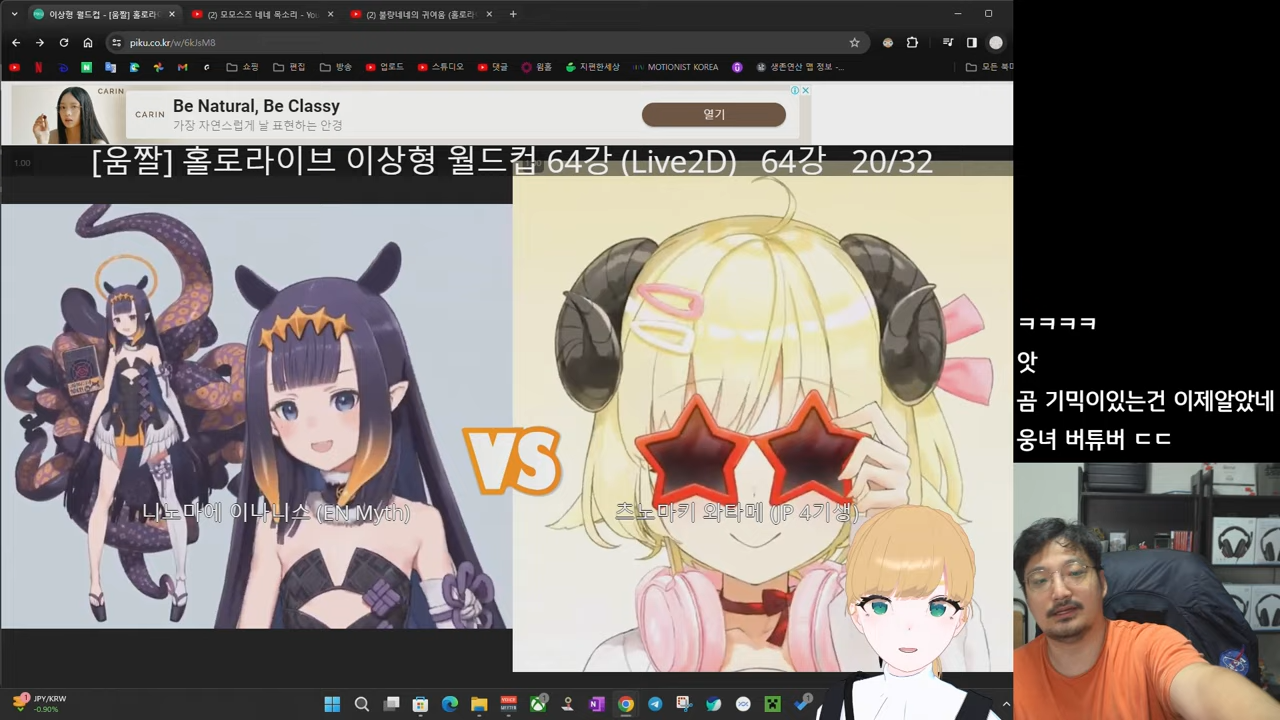 이상형 월드컵 - [움짤] 홀로라
(2) 모모스즈 네네 목소리 - You
(2) 불량네네의 귀여움 (홀로라
piku.co.kr/w/6kJsM8
쇼핑
편집
방송
업로드
스튜디오
댓글
윔홈
지편한세상
MOTIONIST KOREA
생존연산 맵 정보 -...
모든 북마
CARIN
CARIN
Be Natural, Be Classy
가장 자연스럽게 날 표현하는 안경
열기
1.00
[움짤] 홀로라이브 이상형 월드컵 64강 (Live2D) 64강 20/32
VS
니노마에 이나니스 (EN Myth)
츠노마키 와타메 (JP 4기생)
ㅋㅋㅋㅋ
앗
곰 기믹이있는건 이제알았네
웅녀 버튜버 ㄷㄷ
JPY/KRW
-0.90%